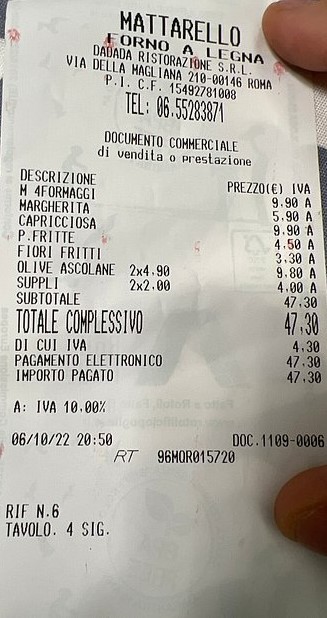 MATTARELLO
FORNO A LEGNA
DADADA RISTORAZIONE S.R.L.
VIA DELLA MAGLIANA 210-00146 ROMA
P.I. C.F. 15492781008
TEL: 06.55283871
DOCUMENTO COMMERCIALE
di vendita o prestazione
DESCRIZIONE PREZZO(€) IVA
M 4FORMAGGI 9.90 A
MARGHERITA 5.90 A
CAPRICCIOSA 9.90 A
P.FRITTE 4.50 A
FIORI FRITTI 3.30 A
OLIVE ASCOLANE 2x4.90 9.80 A
SUPPLI 2x2.00 4.00 A
SUBTOTALE 47.30
TOTALE COMPLESSIVO 47,30
DI CUI IVA 4.30
PAGAMENTO ELETTRONICO 47.30
IMPORTO PAGATO 47.30
A: IVA 10.00%
06/10/22 20:50 DOC.1109-0006
RT 96MOR015720
RIF N.6
TAVOLO. 4 SIG.